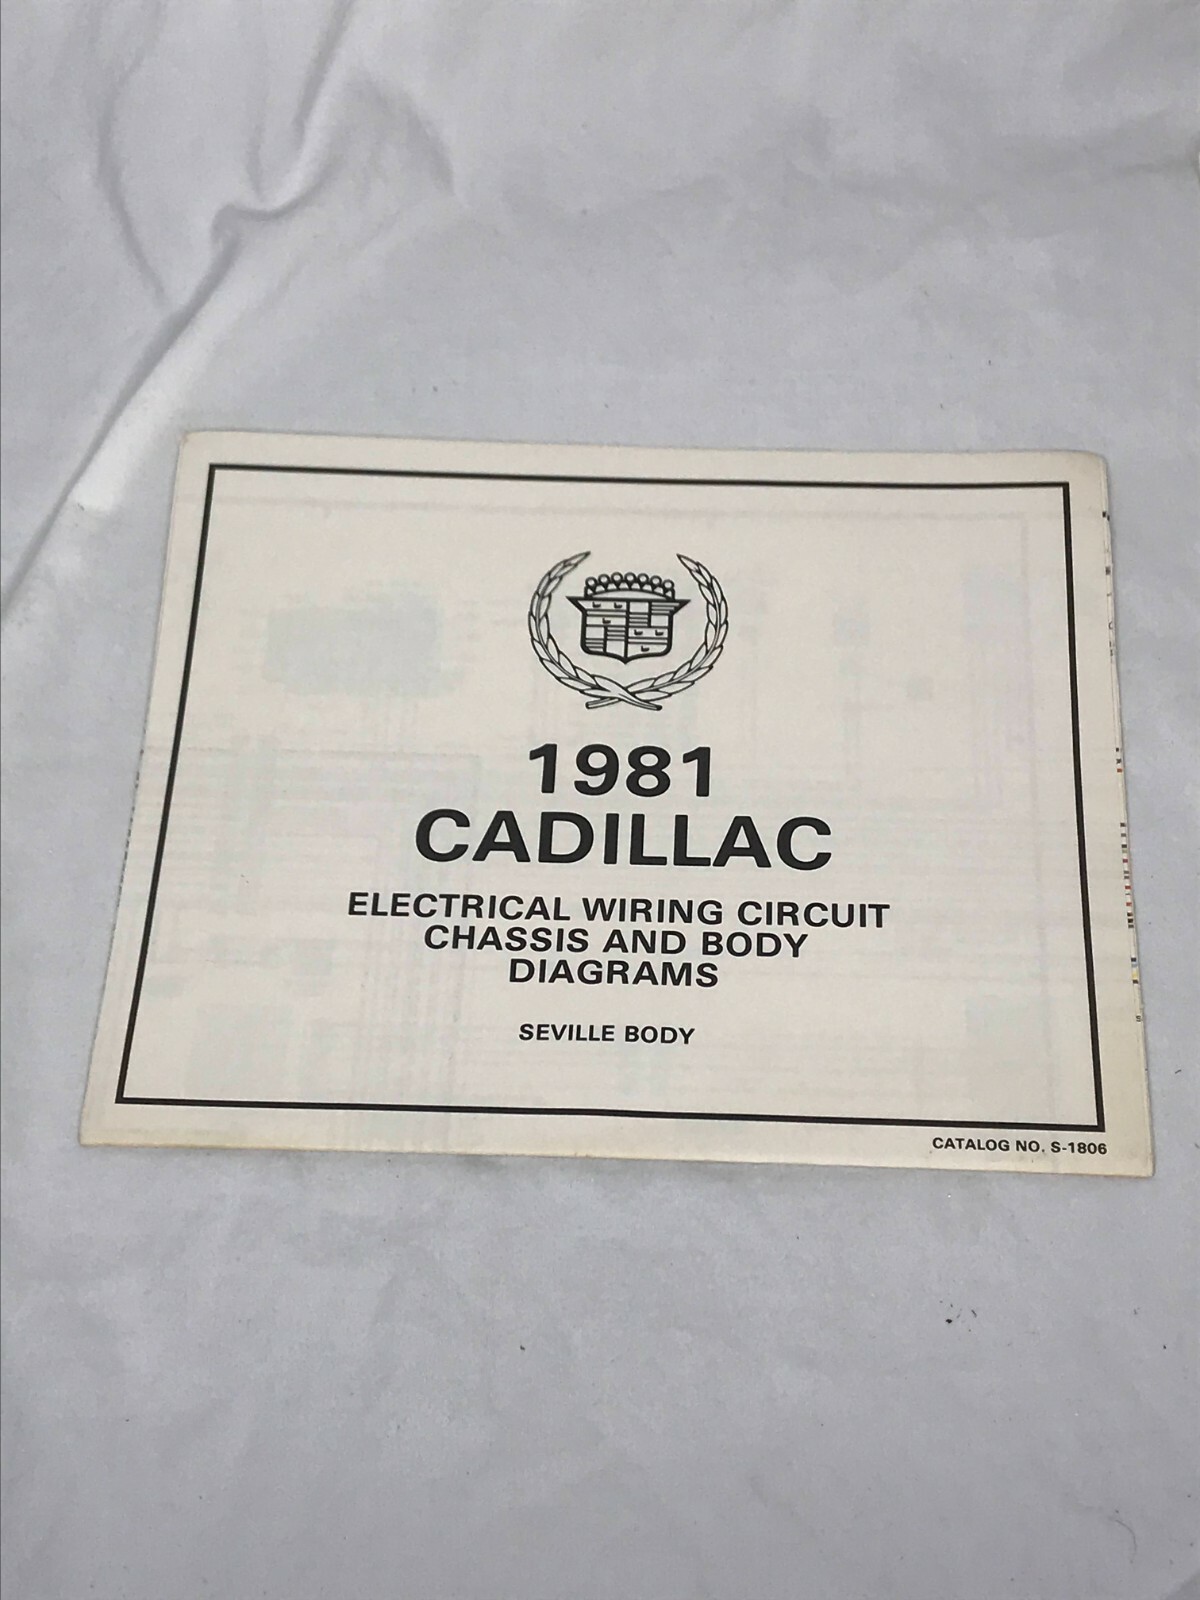 1981
CADILLAC
ELECTRICAL WIRING CIRCUIT
CHASSIS AND BODY
DIAGRAMS
SEVILLE BODY
CATALOG NO. S-1806